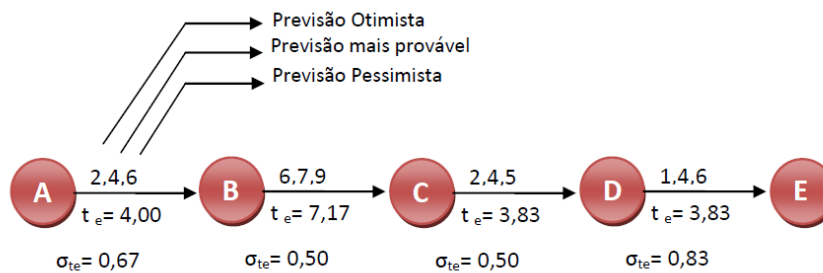 Previsão Otimista
Previsão mais provável
Previsão Pessimista
2,4,6 6,7,9 2,4,5 1,4,6
A B C D E
t e= 4,00 t e= 7,17 t e= 3,83 t e= 3,83
σte= 0,67 σte= 0,50 σte= 0,50 σte= 0,83